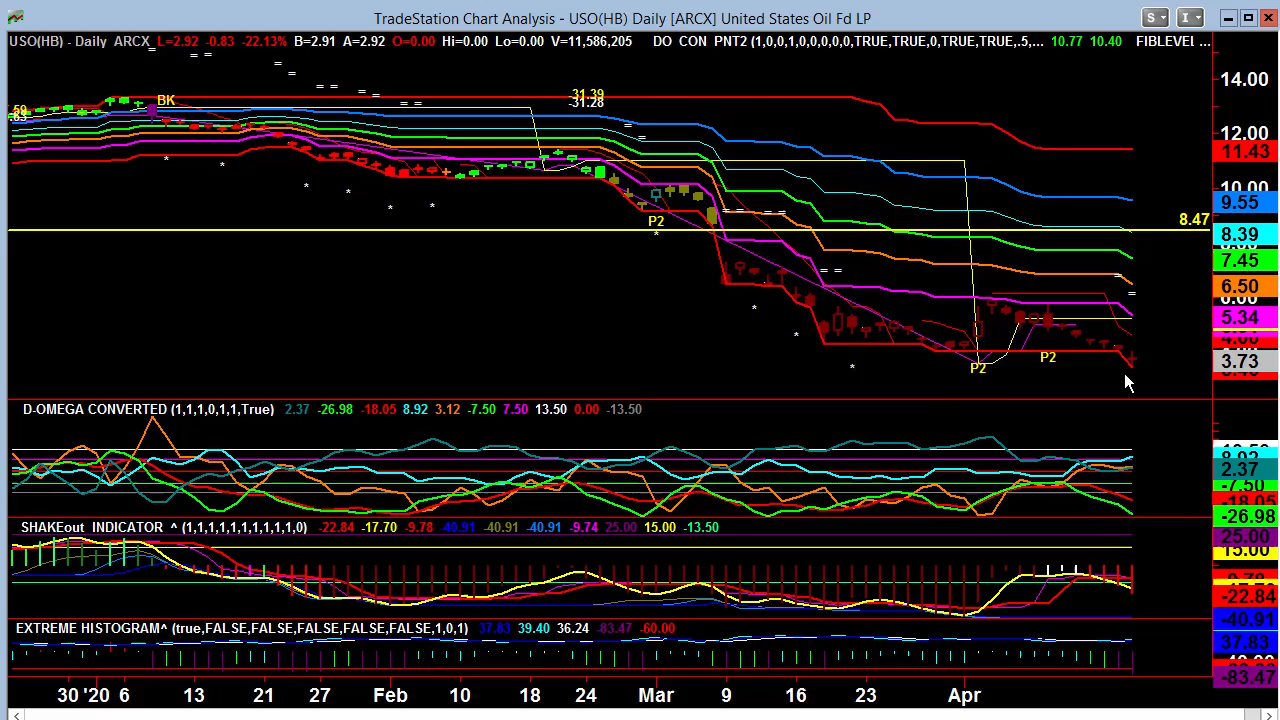 TradeStation Chart Analysis - USO(HB) Daily [ARCX] United States Oil Fd LP
S
I
USO(HB) - Daily ARCX L=2.92 -0.83 -22.13% B=2.91 A=2.92 O=0.00 Hi=0.00 Lo=0.00 V=11,586,205 DO CON PNT2 (1,0,0,1,0,0,0,0,0,TRUE,TRUE,0,TRUE,TRUE,.5,... 10.77 10.40 FIBLEVEL ...
14.00
BK
31.39
31.28
.59
12.00
11.43
10.00
9.55
P2
8.47
8.39
7.45
6.50
6.00
5.34
P2
P2
3.73
D-OMEGA CONVERTED (1,1,1,0,1,1,True) 2.37 -26.98 -18.05 8.92 3.12 -7.50 7.50 13.50 0.00 -13.50
2.37
-7.50
-18.05
-26.98
SHAKEout INDICATOR ^ (1,1,1,1,1,1,1,1,1,1,0) -22.84 -17.70 -9.78 -40.91 -40.91 -40.91 -9.74 25.00 15.00 -13.50
25.00
15.00
-22.84
-40.91
EXTREME HISTOGRAM^ (true,FALSE,FALSE,FALSE,FALSE,FALSE,1,0,1) 37.83 39.40 36.24 -83.47 -60.00
37.83
-83.47
30 '20 6 13 21 27 Feb 10 18 24 Mar 9 16 23 Apr